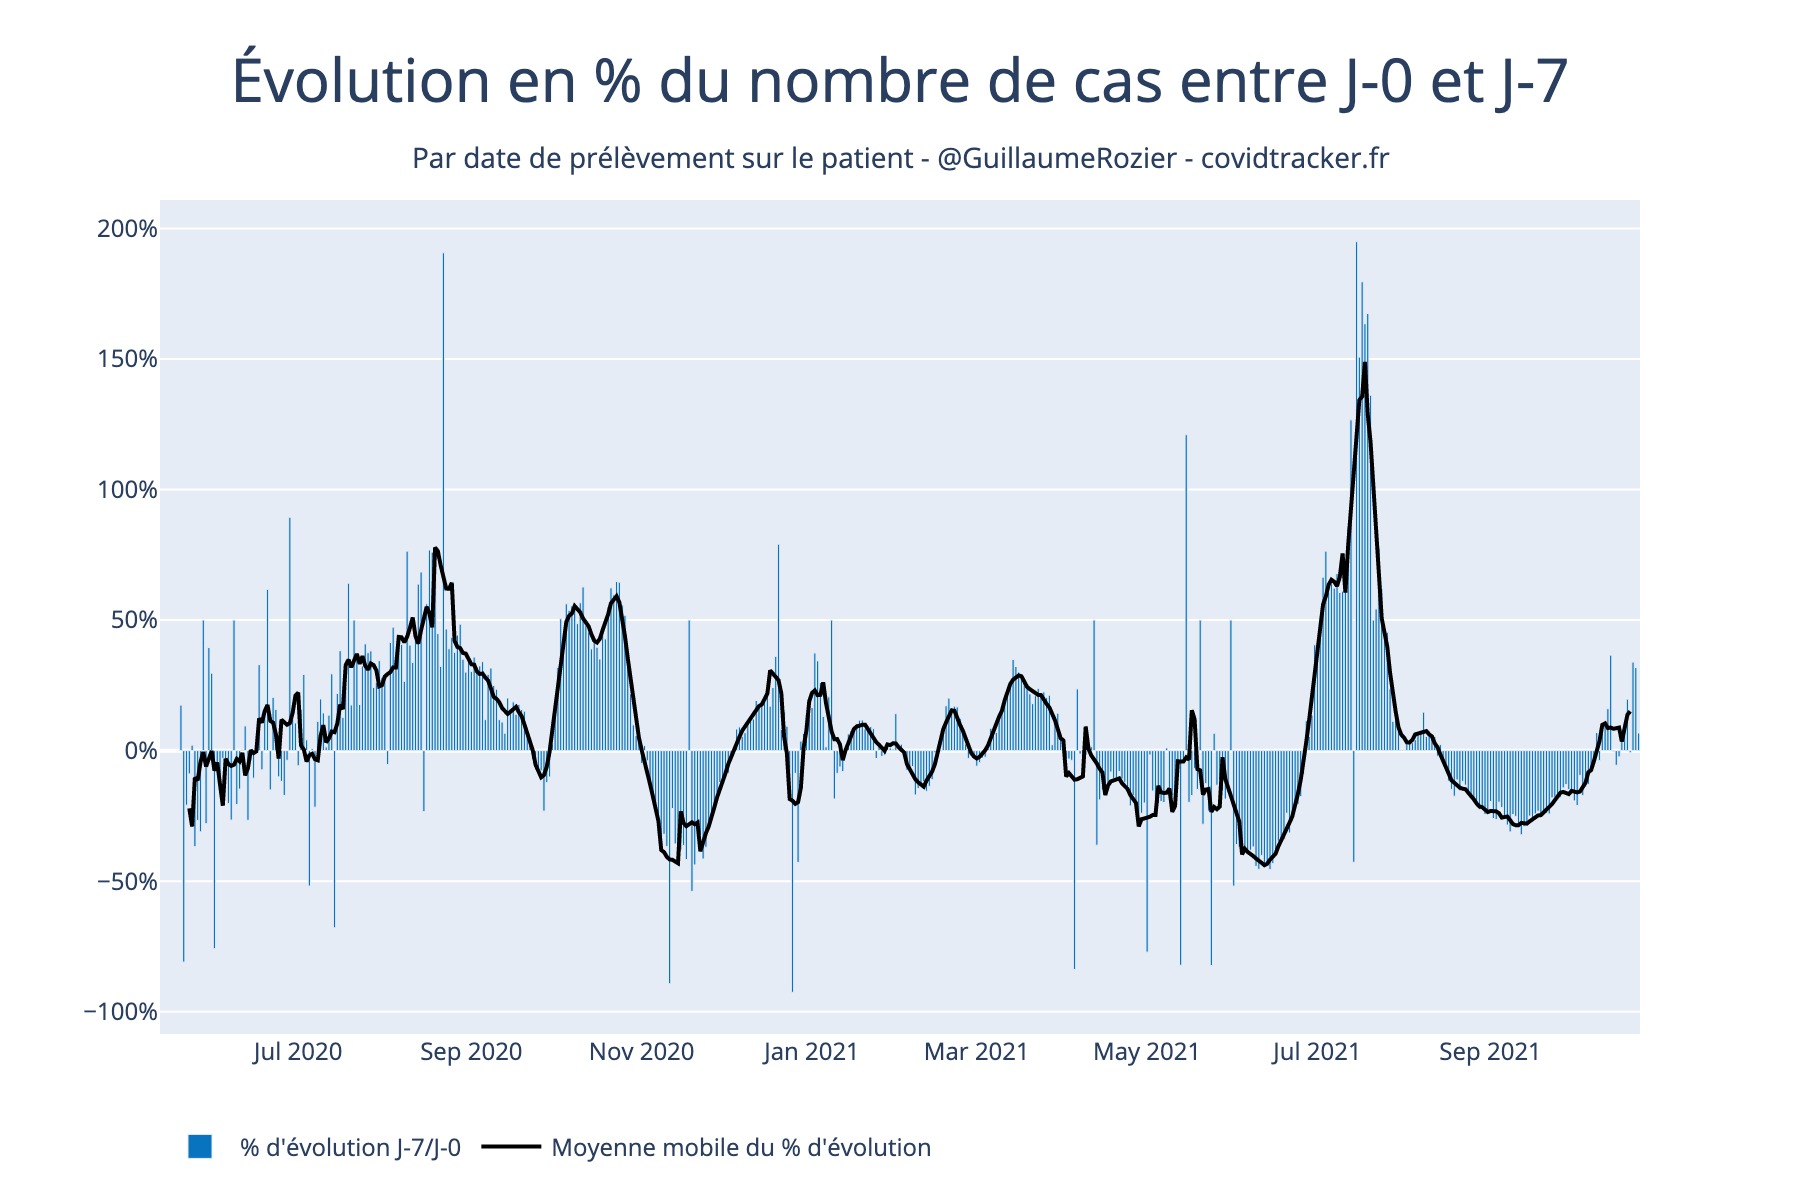 Évolution en % du nombre de cas entre J-0 et J-7
Par date de prélèvement sur le patient - @GuillaumeRozier - covidtracker.fr
200%
150%
100%
50%
0%
−50%
−100%
Jul 2020 Sep 2020 Nov 2020 Jan 2021 Mar 2021 May 2021 Jul 2021 Sep 2021
% d'évolution J-7/J-0 Moyenne mobile du % d'évolution